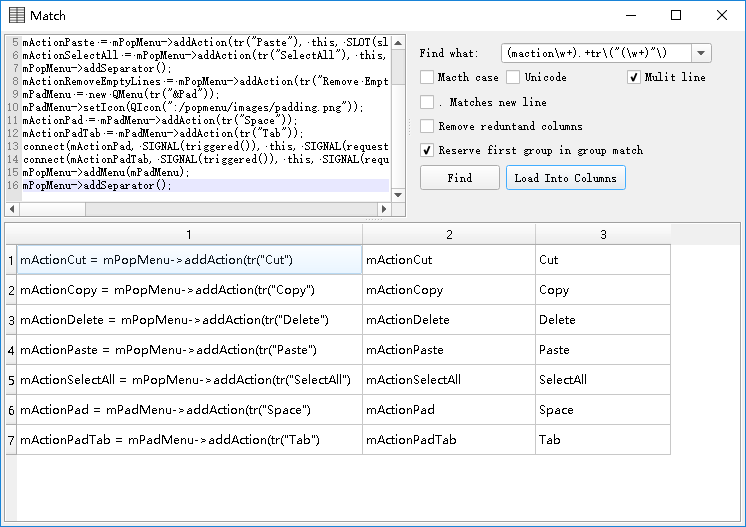 Match
5 mActionPaste·=·mPopMenu->addAction(tr("Paste"),·this,·SLOT(sl
6 mActionSelectAll·=·mPopMenu->addAction(tr("SelectAll"),·this,
7 mPopMenu->addSeparator();
8 mActionRemoveEmptyLines·=·mPopMenu->addAction(tr("Remove·Empt
9 mPadMenu·=·new·QMenu(tr("&Pad"));
10 mPadMenu->setIcon(QIcon(":/popmenu/images/padding.png"));
11 mActionPad·=·mPadMenu->addAction(tr("Space"));
12 mActionPadTab·=·mPadMenu->addAction(tr("Tab"));
13 connect(mActionPad,·SIGNAL(triggered()),·this,·SIGNAL(request
14 connect(mActionPadTab,·SIGNAL(triggered()),·this,·SIGNAL(requ
15 mPopMenu->addMenu(mPadMenu);
16 mPopMenu->addSeparator();
Find what: (maction\w+).+tr\("(\w+)"\)
Macth case Unicode Mulit line
. Matches new line
Remove reduntand columns
Reserve first group in group match
Find Load Into Columns
1 2 3
1 mActionCut = mPopMenu->addAction(tr("Cut") mActionCut Cut
2 mActionCopy = mPopMenu->addAction(tr("Copy") mActionCopy Copy
3 mActionDelete = mPopMenu->addAction(tr("Delete") mActionDelete Delete
4 mActionPaste = mPopMenu->addAction(tr("Paste") mActionPaste Paste
5 mActionSelectAll = mPopMenu->addAction(tr("SelectAll") mActionSelectAll SelectAll
6 mActionPad = mPadMenu->addAction(tr("Space") mActionPad Space
7 mActionPadTab = mPadMenu->addAction(tr("Tab") mActionPadTab Tab